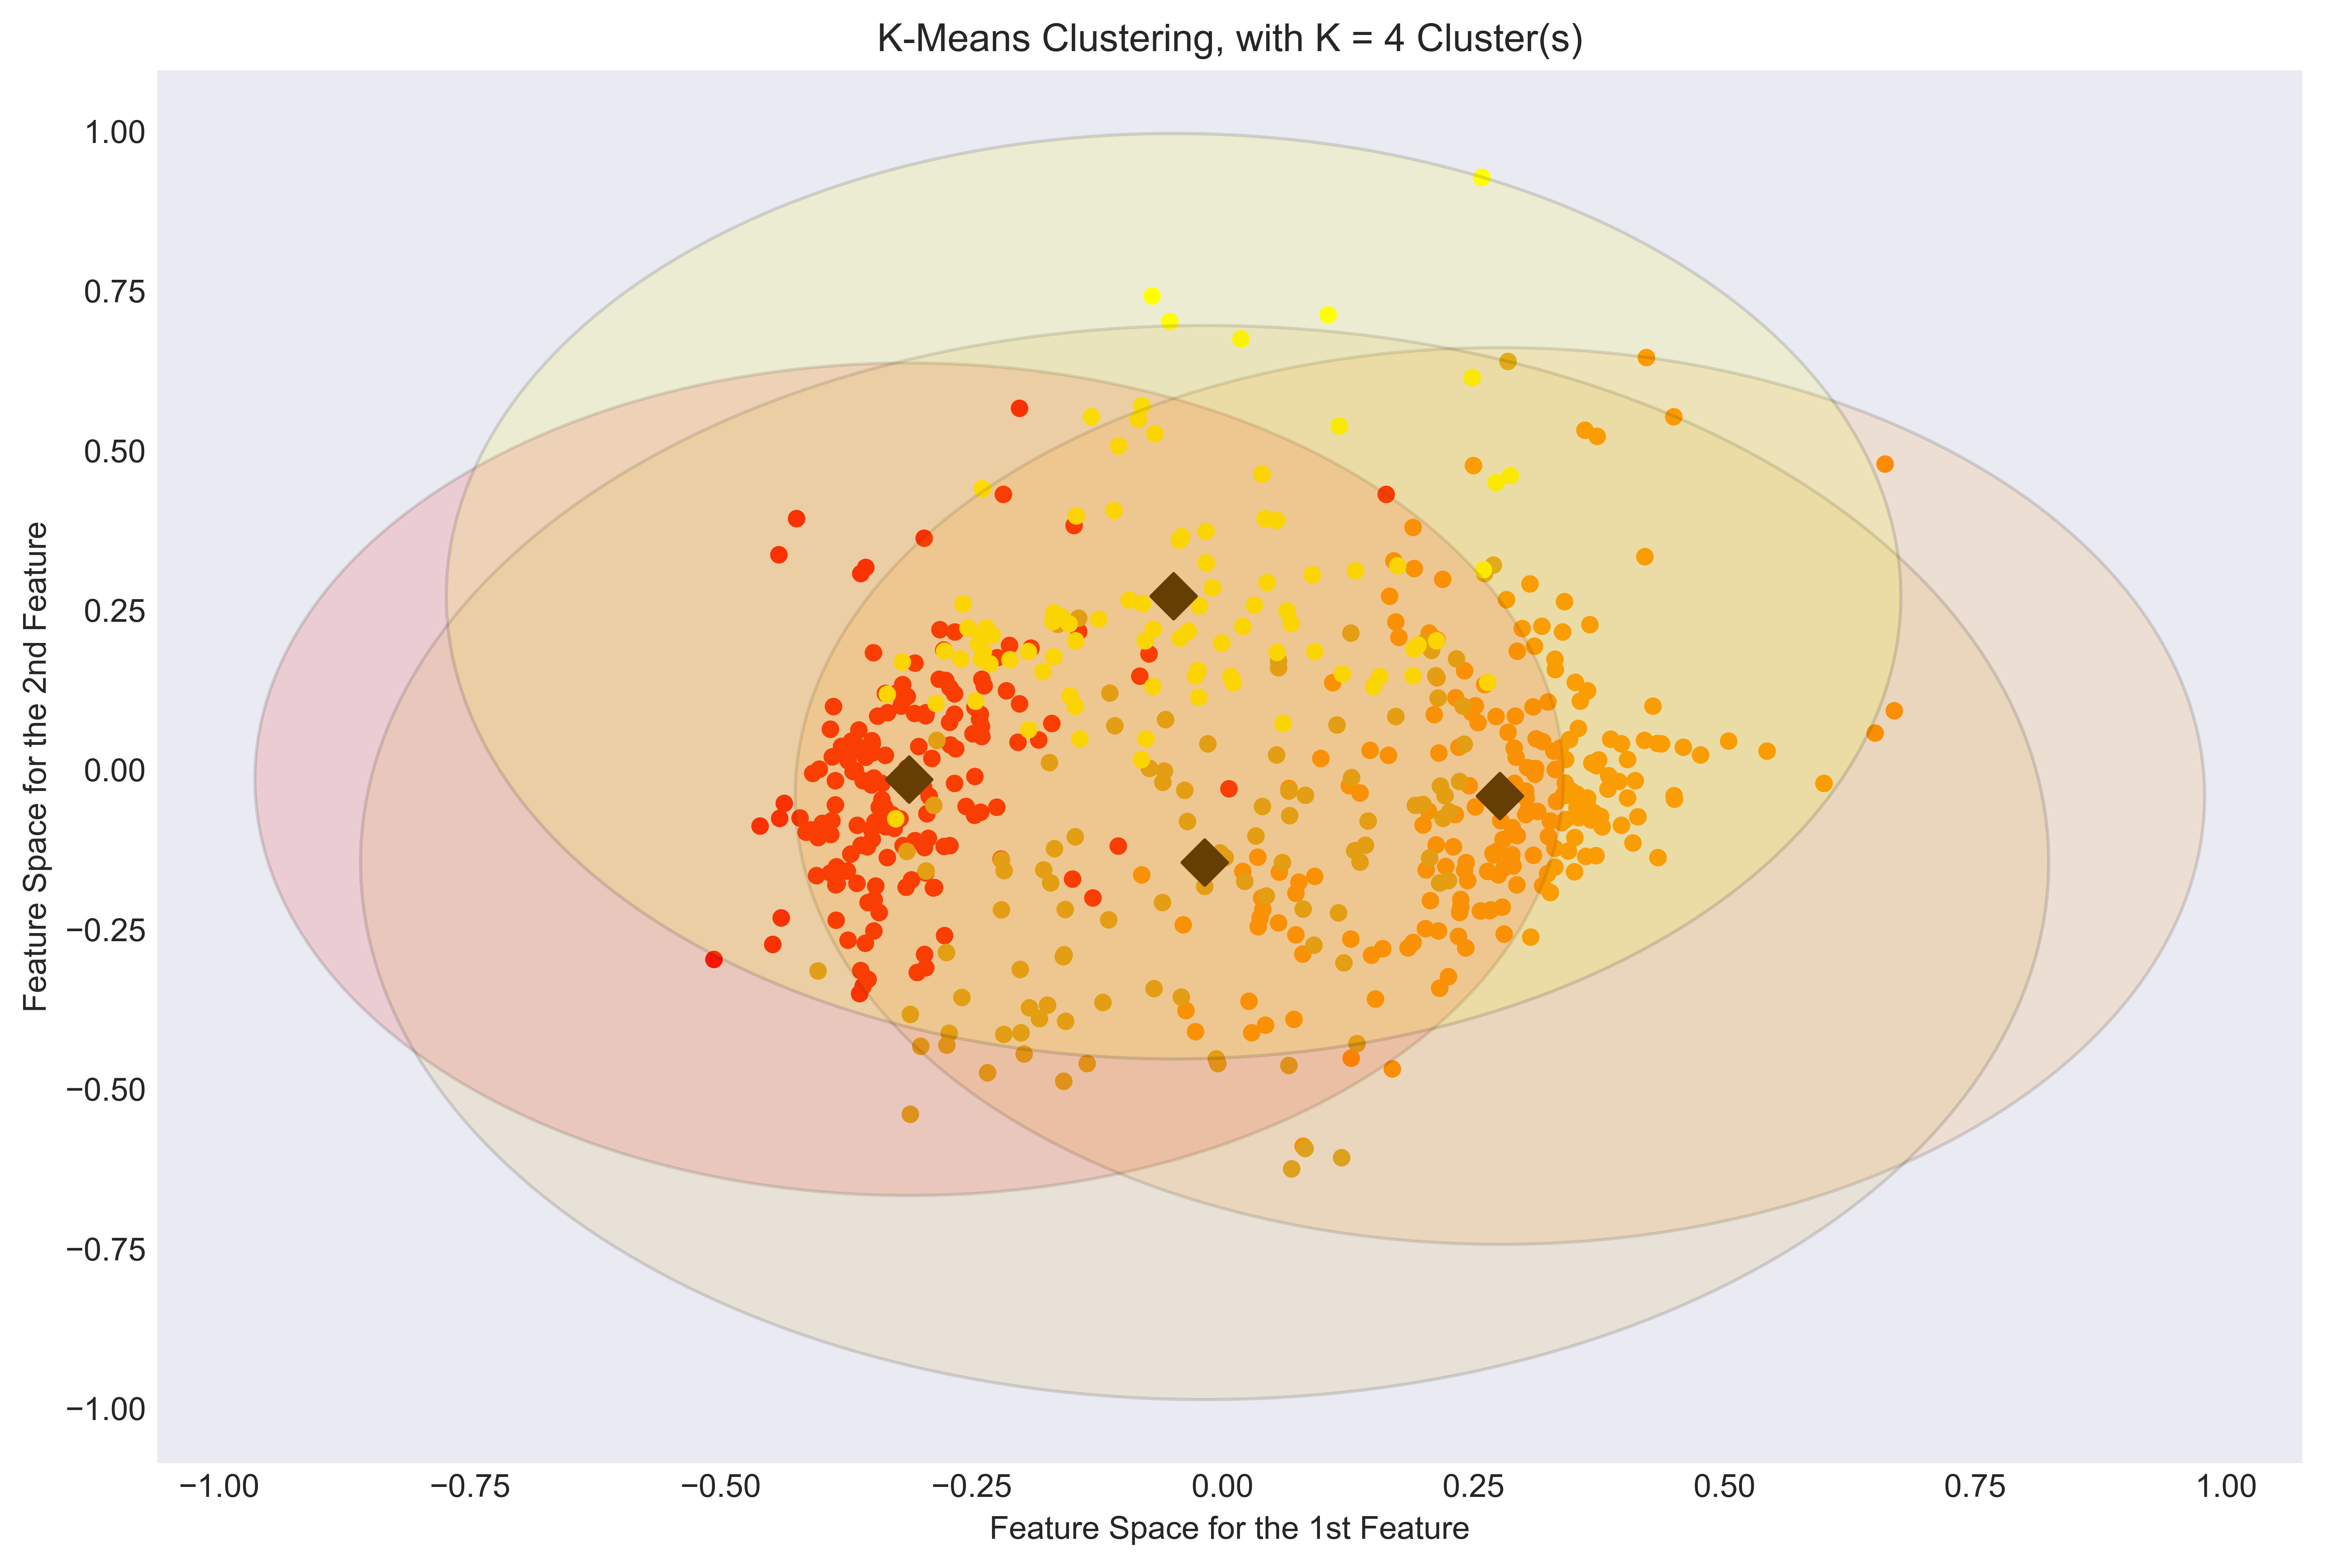 K-Means Clustering, with K = 4 Cluster(s)
1.00
0.75
0.50
0.25
0.00
−0.25
−0.50
−0.75
−1.00
Feature Space for the 2nd Feature
−1.00 −0.75 −0.50 −0.25 0.00 0.25 0.50 0.75 1.00
Feature Space for the 1st Feature